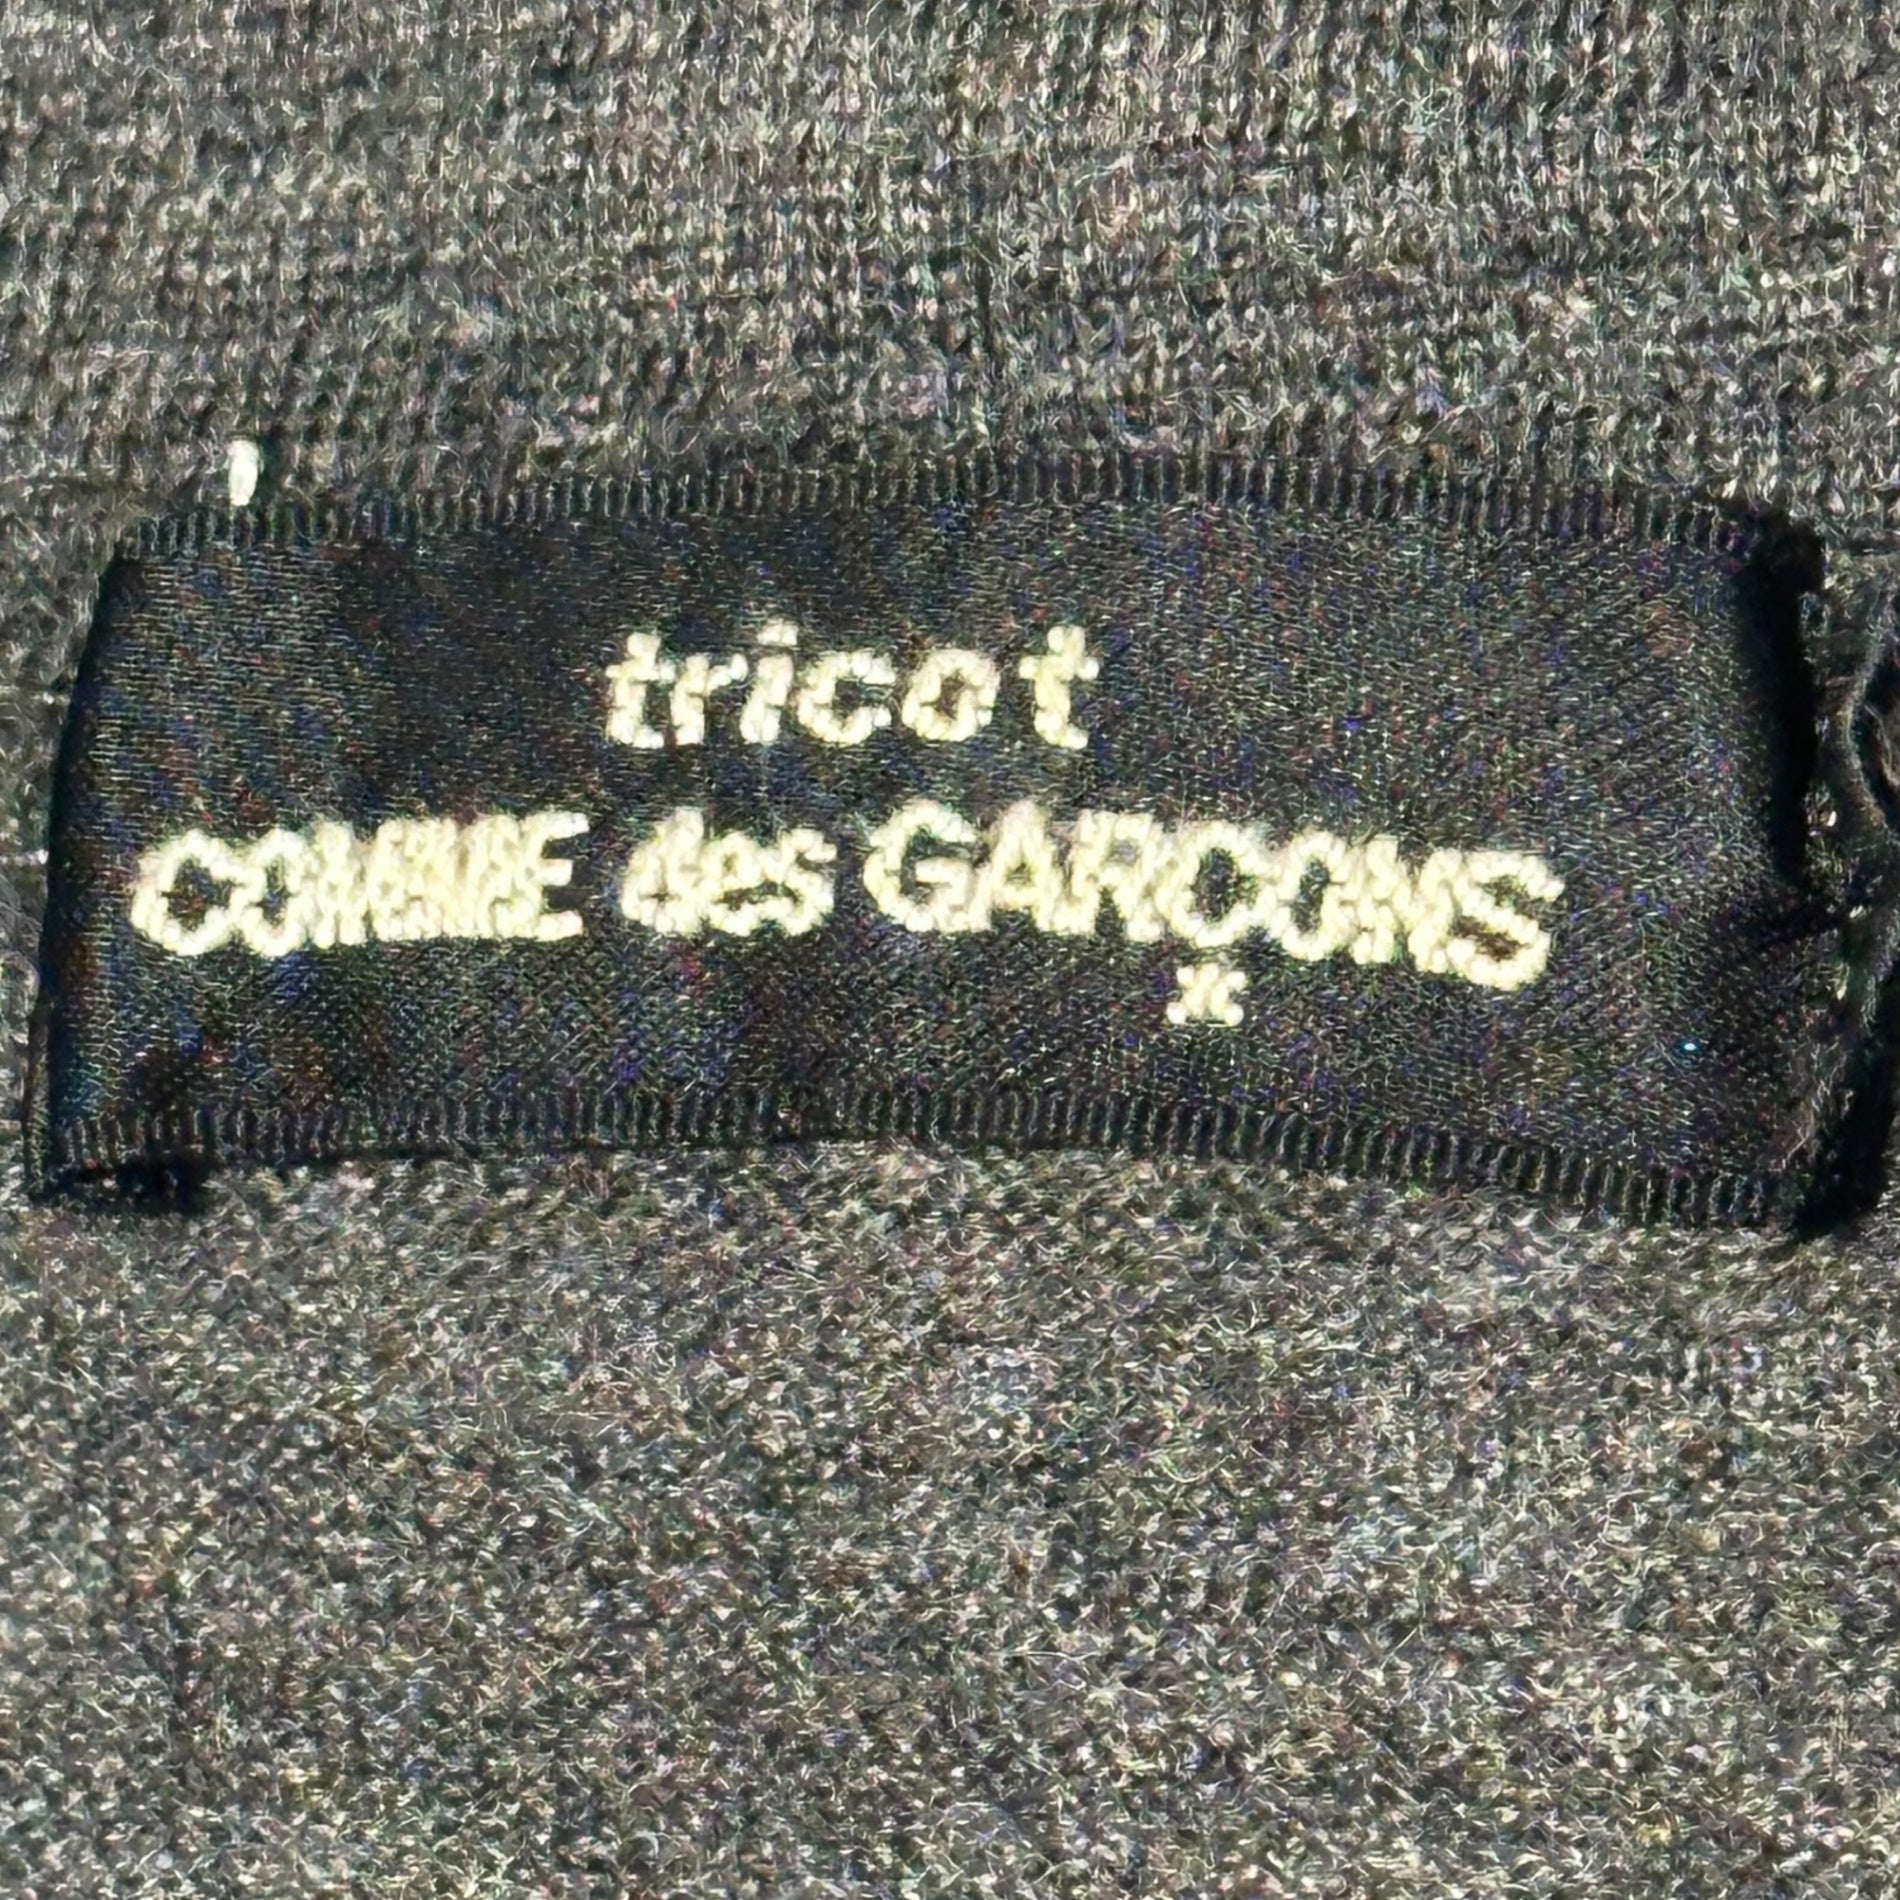 tricot
COMME des GARÇONS
*